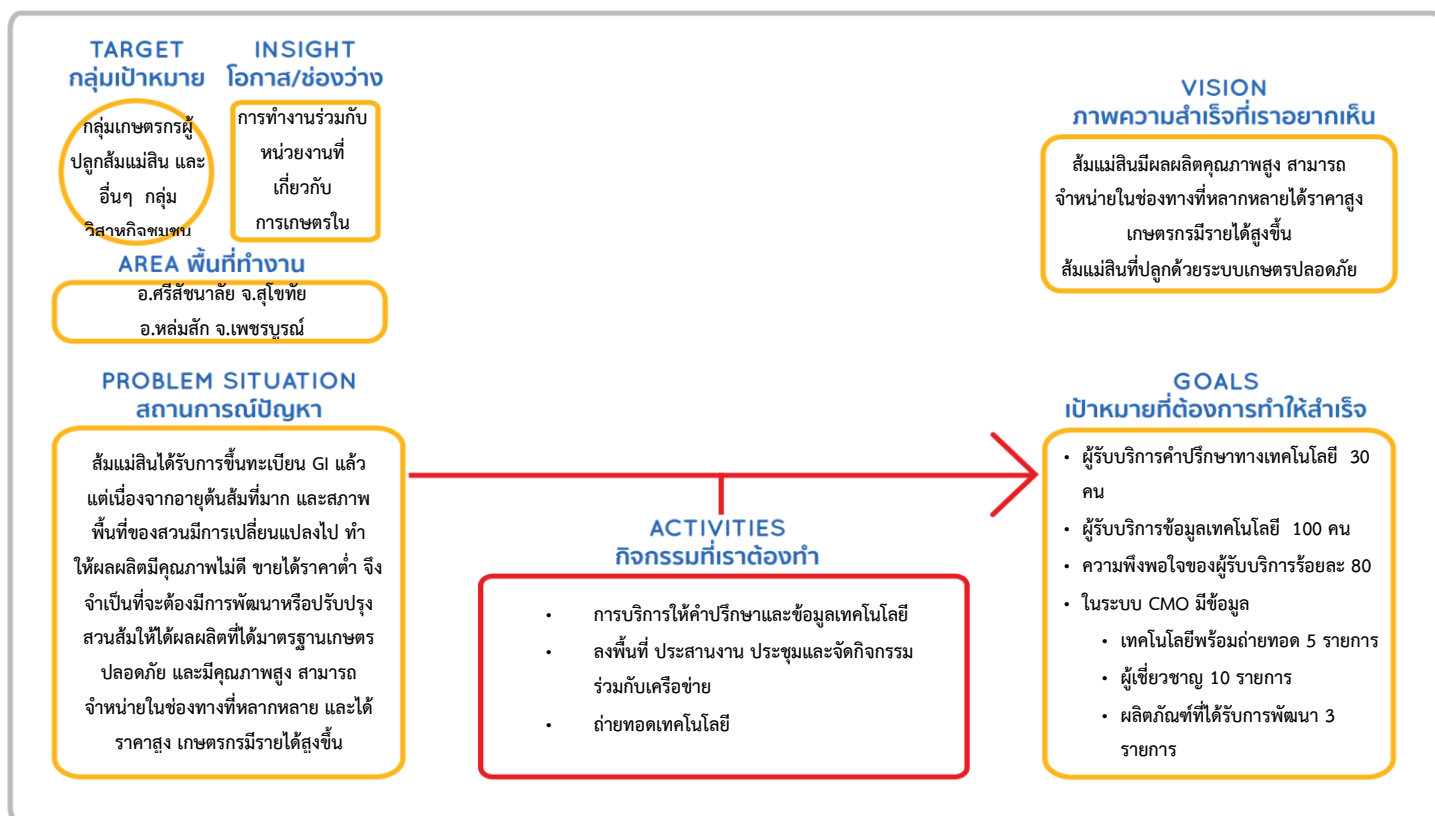 TARGET
กลุ่มเป้าหมาย
กลุ่มเกษตรกรผู้
ปลูกส้มแม่สิน และ
อื่นๆ กลุ่ม
วิสาหกิจชุมชน
INSIGHT
โอกาส/ช่องว่าง
การทำงานร่วมกับ
หน่วยงานที่
เกี่ยวกับ
การเกษตรใน
AREA พื้นที่ทำงาน
อ.ศรีสัชนาลัย จ.สุโขทัย
อ.หล่มสัก จ.เพชรบูรณ์
PROBLEM SITUATION
สถานการณ์ปัญหา
ส้มแม่สินได้รับการขึ้นทะเบียน GI แล้ว
แต่เนื่องจากอายุต้นส้มที่มาก และสภาพ
พื้นที่ของสวนมีการเปลี่ยนแปลงไป ทำ
ให้ผลผลิตมีคุณภาพไม่ดี ขายได้ราคาต่ำ จึง
จำเป็นที่จะต้องมีการพัฒนาหรือปรับปรุง
สวนส้มให้ได้ผลผลิตที่ได้มาตรฐานเกษตร
ปลอดภัย และมีคุณภาพสูง สามารถ
จำหน่ายในช่องทางที่หลากหลาย และได้
ราคาสูง เกษตรกรมีรายได้สูงขึ้น
ACTIVITIES
กิจกรรมที่เราต้องทำ
• การบริการให้คำปรึกษาและข้อมูลเทคโนโลยี
• ลงพื้นที่ ประสานงาน ประชุมและจัดกิจกรรม
ร่วมกับเครือข่าย
• ถ่ายทอดเทคโนโลยี
VISION
ภาพความสำเร็จที่เราอยากเห็น
ส้มแม่สินมีผลผลิตคุณภาพสูง สามารถ
จำหน่ายในช่องทางที่หลากหลายได้ราคาสูง
เกษตรกรมีรายได้สูงขึ้น
ส้มแม่สินที่ปลูกด้วยระบบเกษตรปลอดภัย
GOALS
เป้าหมายที่ต้องการทำให้สำเร็จ
• ผู้รับบริการคำปรึกษาทางเทคโนโลยี 30
คน
• ผู้รับบริการข้อมูลเทคโนโลยี 100 คน
• ความพึงพอใจของผู้รับบริการร้อยละ 80
• ในระบบ CMO มีข้อมูล
• เทคโนโลยีพร้อมถ่ายทอด 5 รายการ
• ผู้เชี่ยวชาญ 10 รายการ
• ผลิตภัณฑ์ที่ได้รับการพัฒนา 3
รายการ